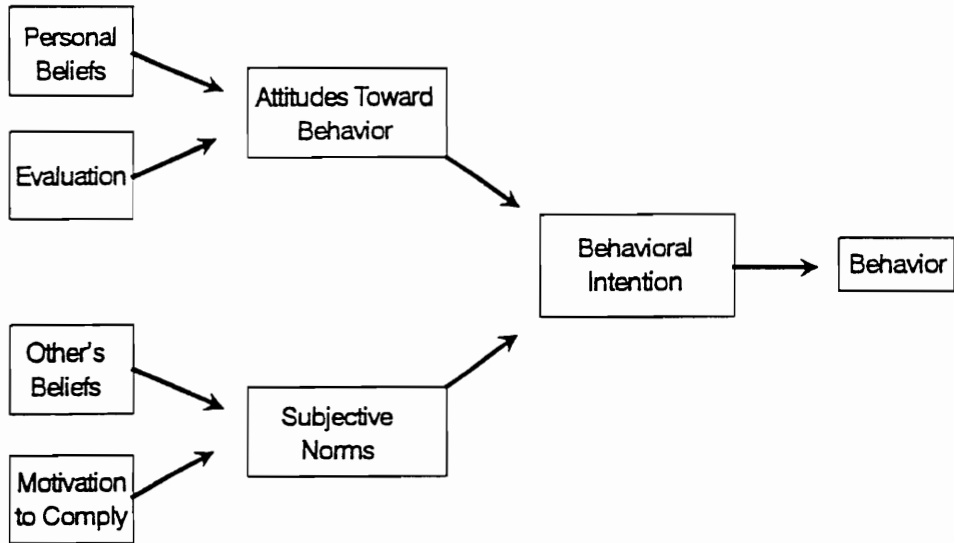 Personal
Beliefs
Attitudes Toward
Behavior
Evaluation
Behavioral
Intention
Behavior
Other's
Beliefs
Subjective
Norms
Motivation
to Comply